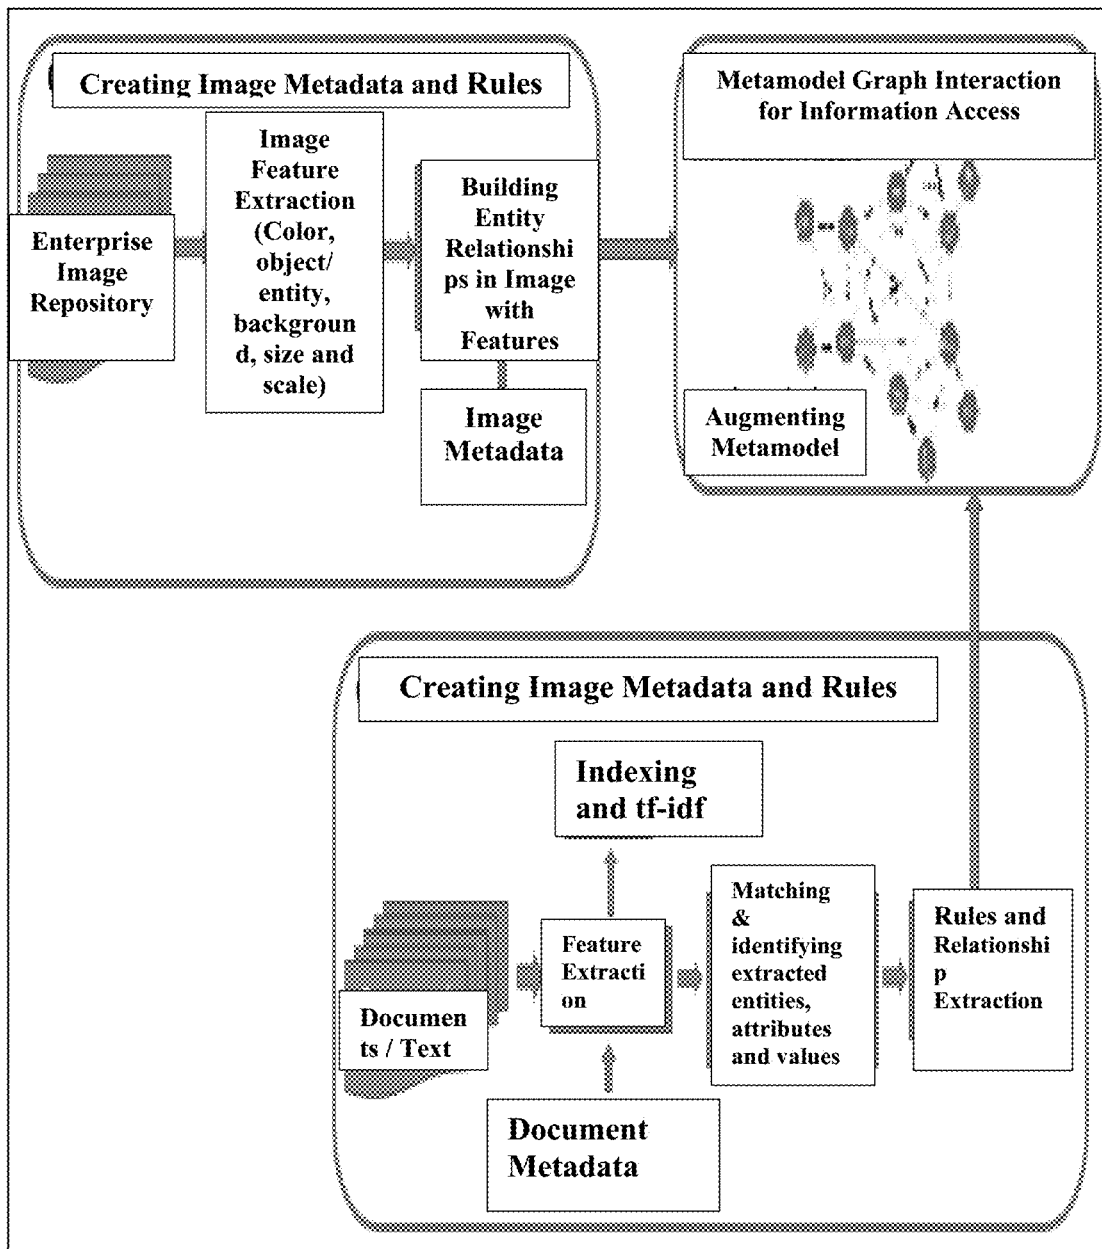 Creating Image Metadata and Rules
Enterprise
Image
Repository
Image
Feature
Extraction
(Color,
object/
entity,
backgroun
d, size and
scale)
Building
Entity
Relationshi
ps in Image
with
Features
Image
Metadata
Metamodel Graph Interaction
for Information Access
Augmenting
Metamodel
Creating Image Metadata and Rules
Indexing
and tf-idf
Documen
ts / Text
Feature
Extracti
on
Matching
&
identifying
extracted
entities,
attributes
and values
Rules and
Relationshi
p
Extraction
Document
Metadata